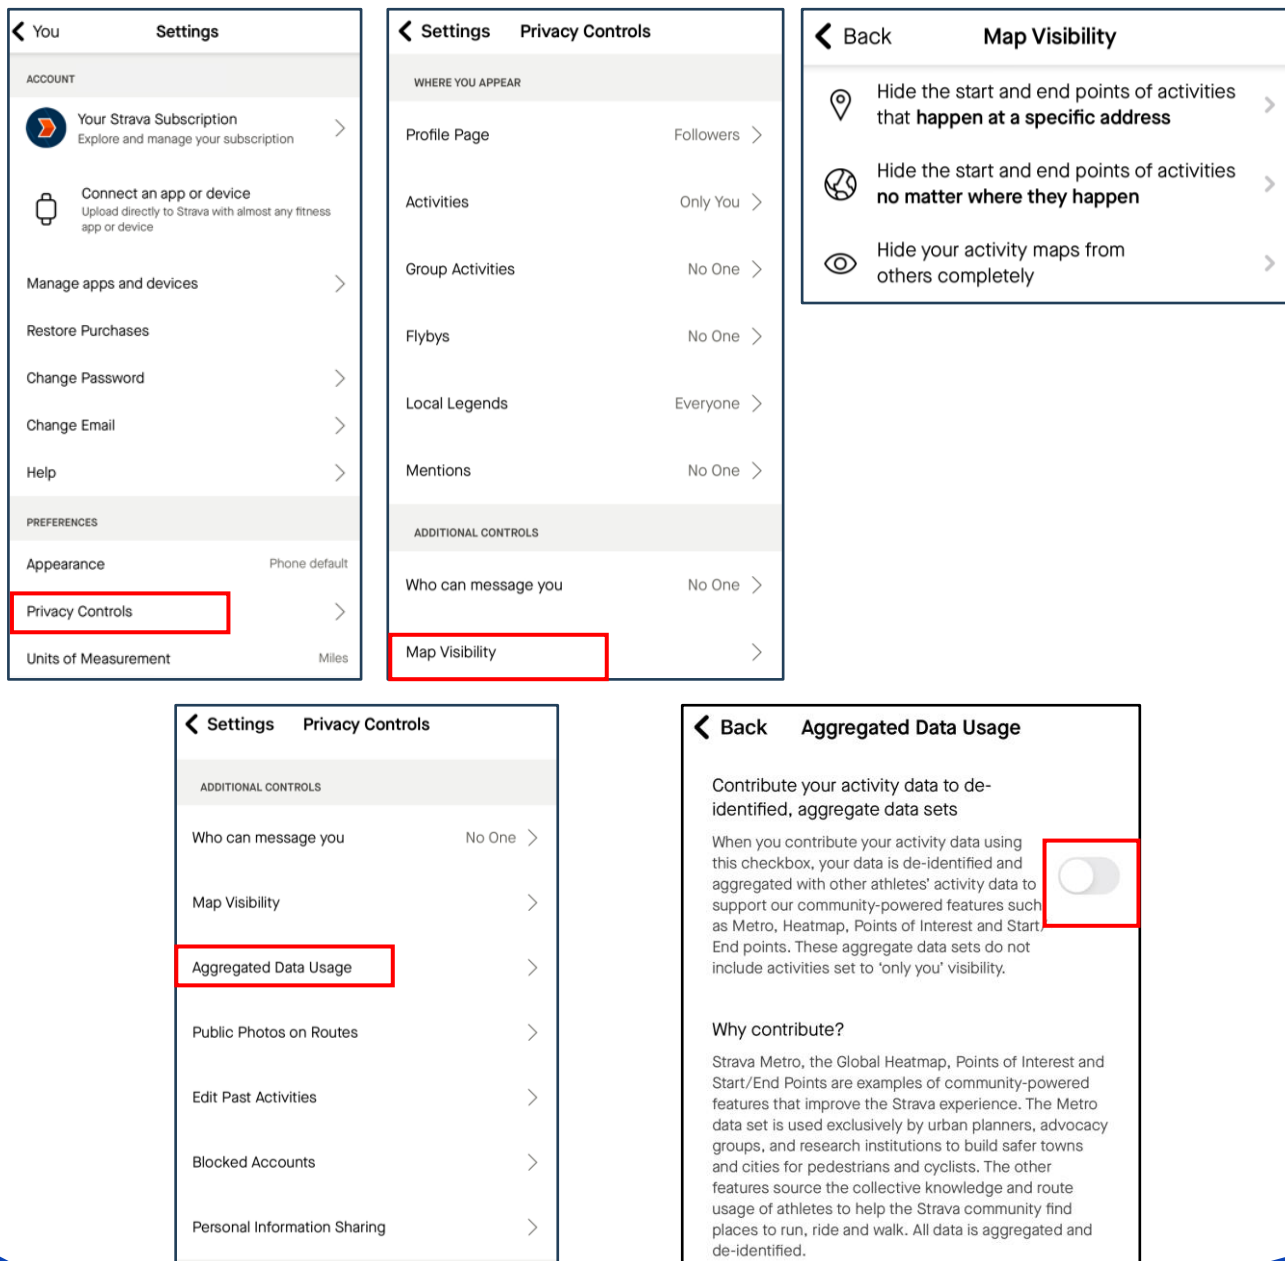 You Settings
ACCOUNT
Your Strava Subscription
Explore and manage your subscription
Connect an app or device
Upload directly to Strava with almost any fitness
app or device
Manage apps and devices
Restore Purchases
Change Password
Change Email
Help
PREFERENCES
Appearance Phone default
Privacy Controls
Units of Measurement Miles
Settings Privacy Controls
WHERE YOU APPEAR
Profile Page Followers
Activities Only You
Group Activities No One
Flybys No One
Local Legends Everyone
Mentions No One
ADDITIONAL CONTROLS
Who can message you No One
Map Visibility
Back Map Visibility
Hide the start and end points of activities
that happen at a specific address
Hide the start and end points of activities
no matter where they happen
Hide your activity maps from
others completely
Settings Privacy Controls
ADDITIONAL CONTROLS
Who can message you No One
Map Visibility
Aggregated Data Usage
Public Photos on Routes
Edit Past Activities
Blocked Accounts
Personal Information Sharing
Back Aggregated Data Usage
Contribute your activity data to de-
identified, aggregate data sets
When you contribute your activity data using
this checkbox, your data is de-identified and
aggregated with other athletes' activity data to
support our community-powered features such
as Metro, Heatmap, Points of Interest and Start/
End points. These aggregate data sets do not
include activities set to 'only you' visibility.
Why contribute?
Strava Metro, the Global Heatmap, Points of Interest and
Start/End Points are examples of community-powered
features that improve the Strava experience. The Metro
data set is used exclusively by urban planners, advocacy
groups, and research institutions to build safer towns
and cities for pedestrians and cyclists. The other
features source the collective knowledge and route
usage of athletes to help the Strava community find
places to run, ride and walk. All data is aggregated and
de-identified.